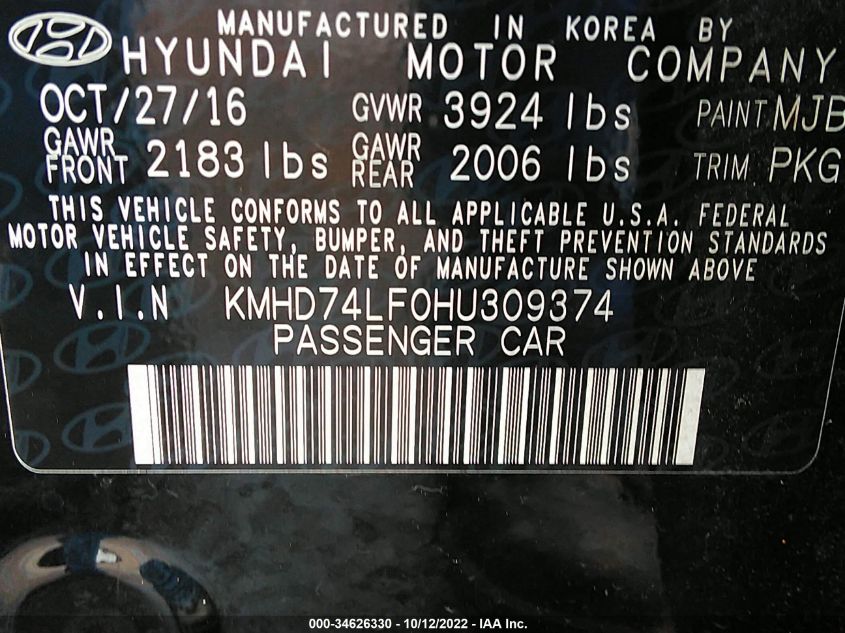 MANUFACTURED IN KOREA BY
HYUNDAI MOTOR COMPANY
OCT/27/16 GVWR 3924 lbs PAINT MJB
GAWR FRONT 2183 lbs GAWR REAR 2006 lbs TRIM PKG
THIS VEHICLE CONFORMS TO ALL APPLICABLE U.S.A. FEDERAL
MOTOR VEHICLE SAFETY, BUMPER, AND THEFT PREVENTION STANDARDS
IN EFFECT ON THE DATE OF MANUFACTURE SHOWN ABOVE
V.I.N KMHD74LF0HU309374
PASSENGER CAR
000-34626330 - 10/12/2022 - IAA Inc.